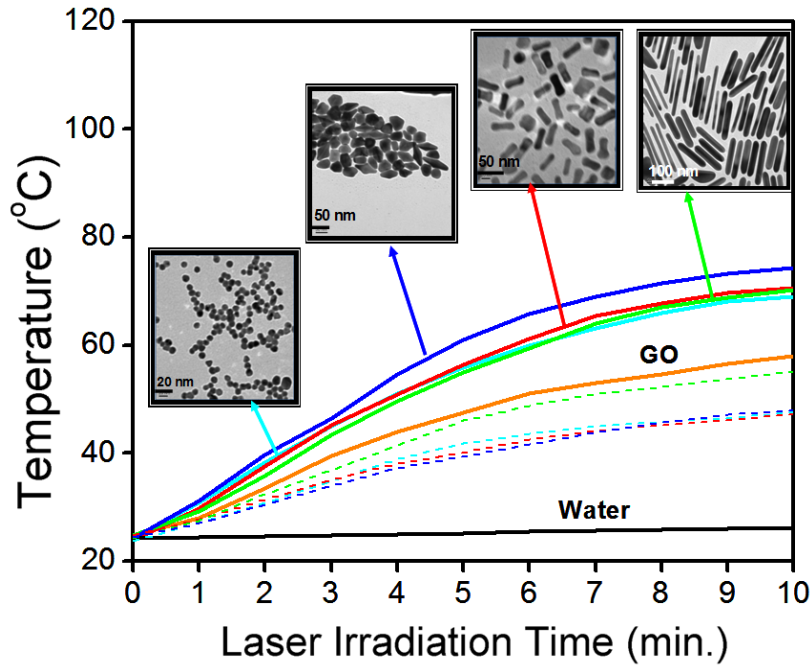 120
100
80
60
40
20
Temperature (°C)
50 nm
100 nm
50 nm
20 nm
GO
Water
0 1 2 3 4 5 6 7 8 9 10
Laser Irradiation Time (min.)